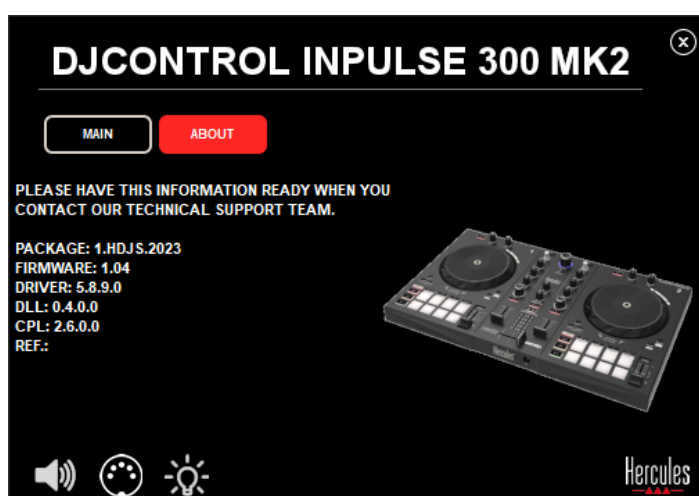 DJCONTROL INPULSE 300 MK2
MAIN
ABOUT
PLEASE HAVE THIS INFORMATION READY WHEN YOU
CONTACT OUR TECHNICAL SUPPORT TEAM.
PACKAGE: 1.HDJS.2023
FIRMWARE: 1.04
DRIVER: 5.8.9.0
DLL: 0.4.0.0
CPL: 2.6.0.0
REF.:
Hercules